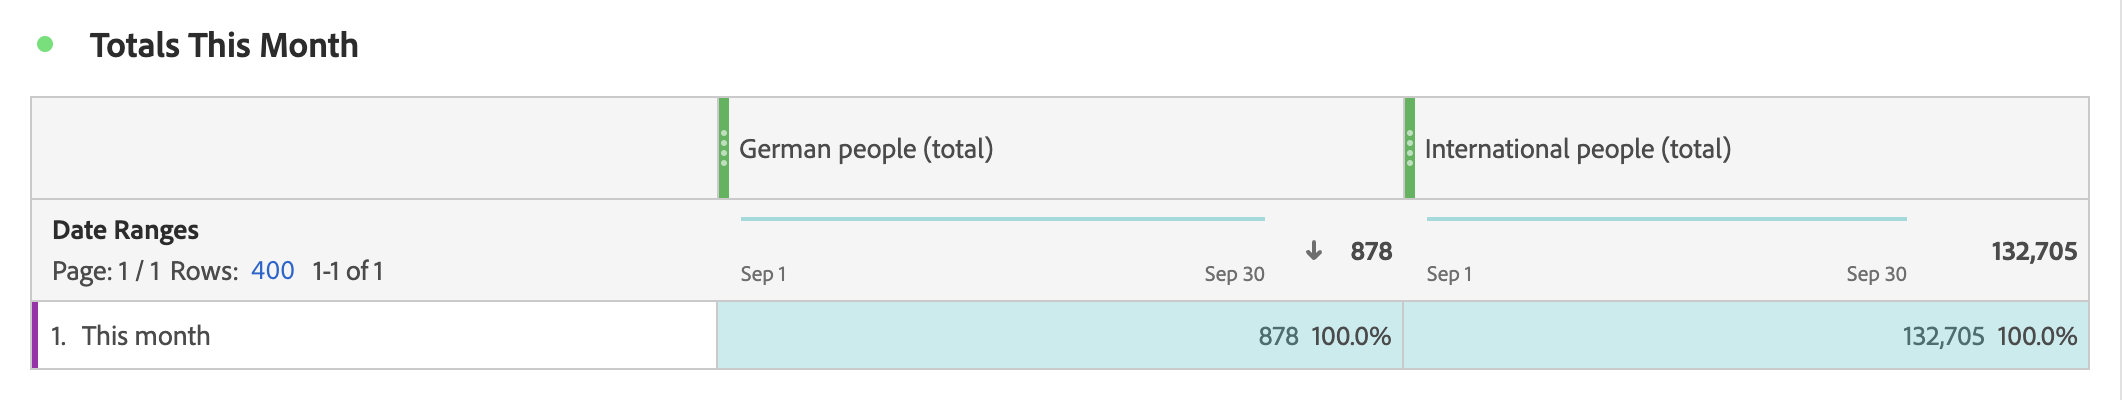 Totals This Month
German people (total)
International people (total)
Date Ranges
Page: 1 / 1 Rows: 400 1-1 of 1
Sep 1
Sep 30
↓ 878
Sep 1
Sep 30
132,705
1. This month
878 100.0%
132,705 100.0%